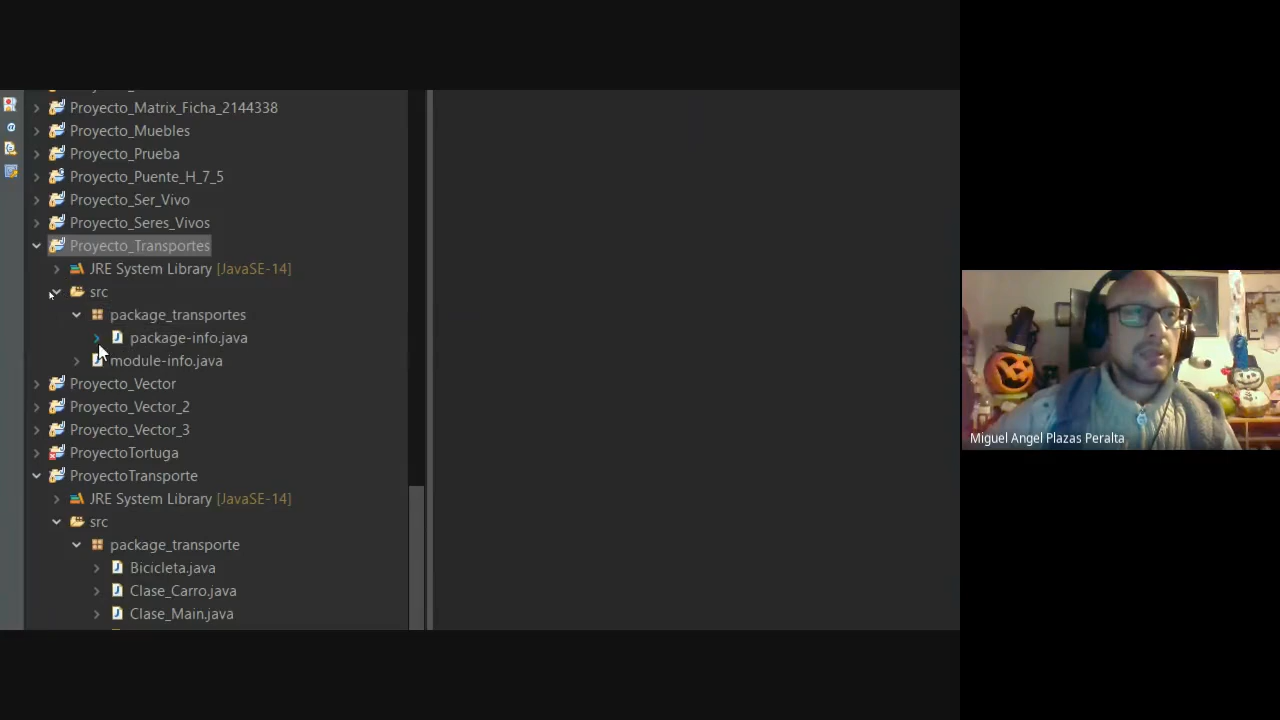 Proyecto_Matrix_Ficha_2144338
Proyecto_Muebles
Proyecto_Prueba
Proyecto_Puente_H_7_5
Proyecto_Ser_Vivo
Proyecto_Seres_Vivos
Proyecto_Transportes
JRE System Library [JavaSE-14]
src
package_transportes
package-info.java
module-info.java
Proyecto_Vector
Proyecto_Vector_2
Proyecto_Vector_3
ProyectoTortuga
ProyectoTransporte
JRE System Library [JavaSE-14]
src
package_transporte
Bicicleta.java
Clase_Carro.java
Clase_Main.java
Miguel Angel Plazas Peralta